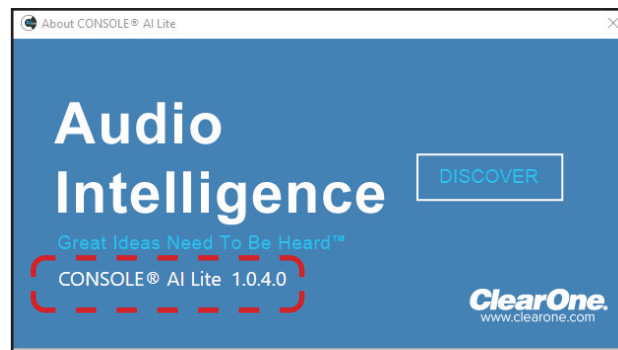 About CONSOLE® AI Lite
Audio
Intelligence
DISCOVER
Great Ideas Need To Be Heard™
CONSOLE® AI Lite 1.0.4.0
ClearOne.
www.clearone.com